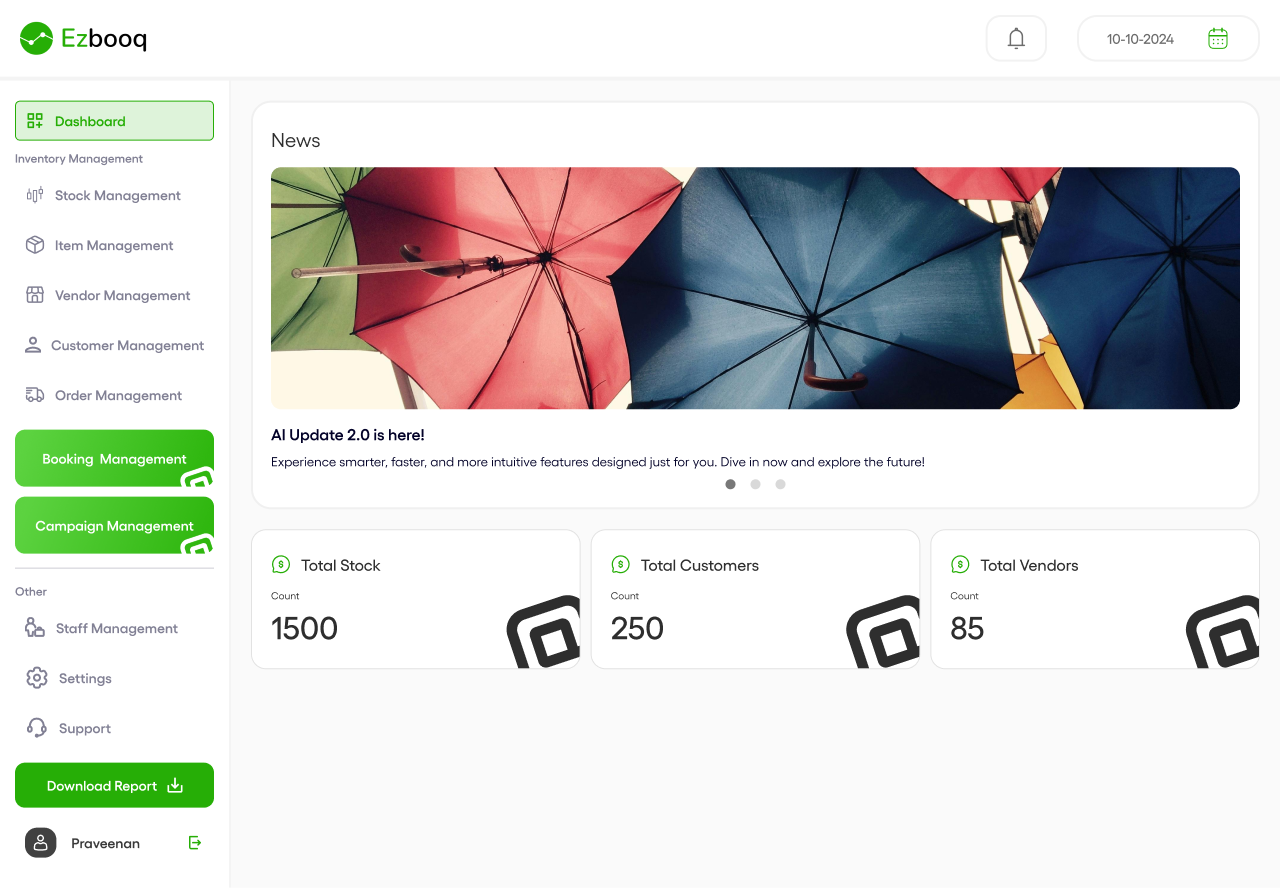 Ezbooq
10-10-2024
Dashboard
Inventory Management
Stock Management
Item Management
Vendor Management
Customer Management
Order Management
Booking  Management
Campaign Management
Other
Staff Management
Settings
Support
Download Report
Praveenan
News
AI Update 2.0 is here!
Experience smarter, faster, and more intuitive features designed just for you. Dive in now and explore the future!
$ Total Stock
Count
1500
$ Total Customers
Count
250
$ Total Vendors
Count
85